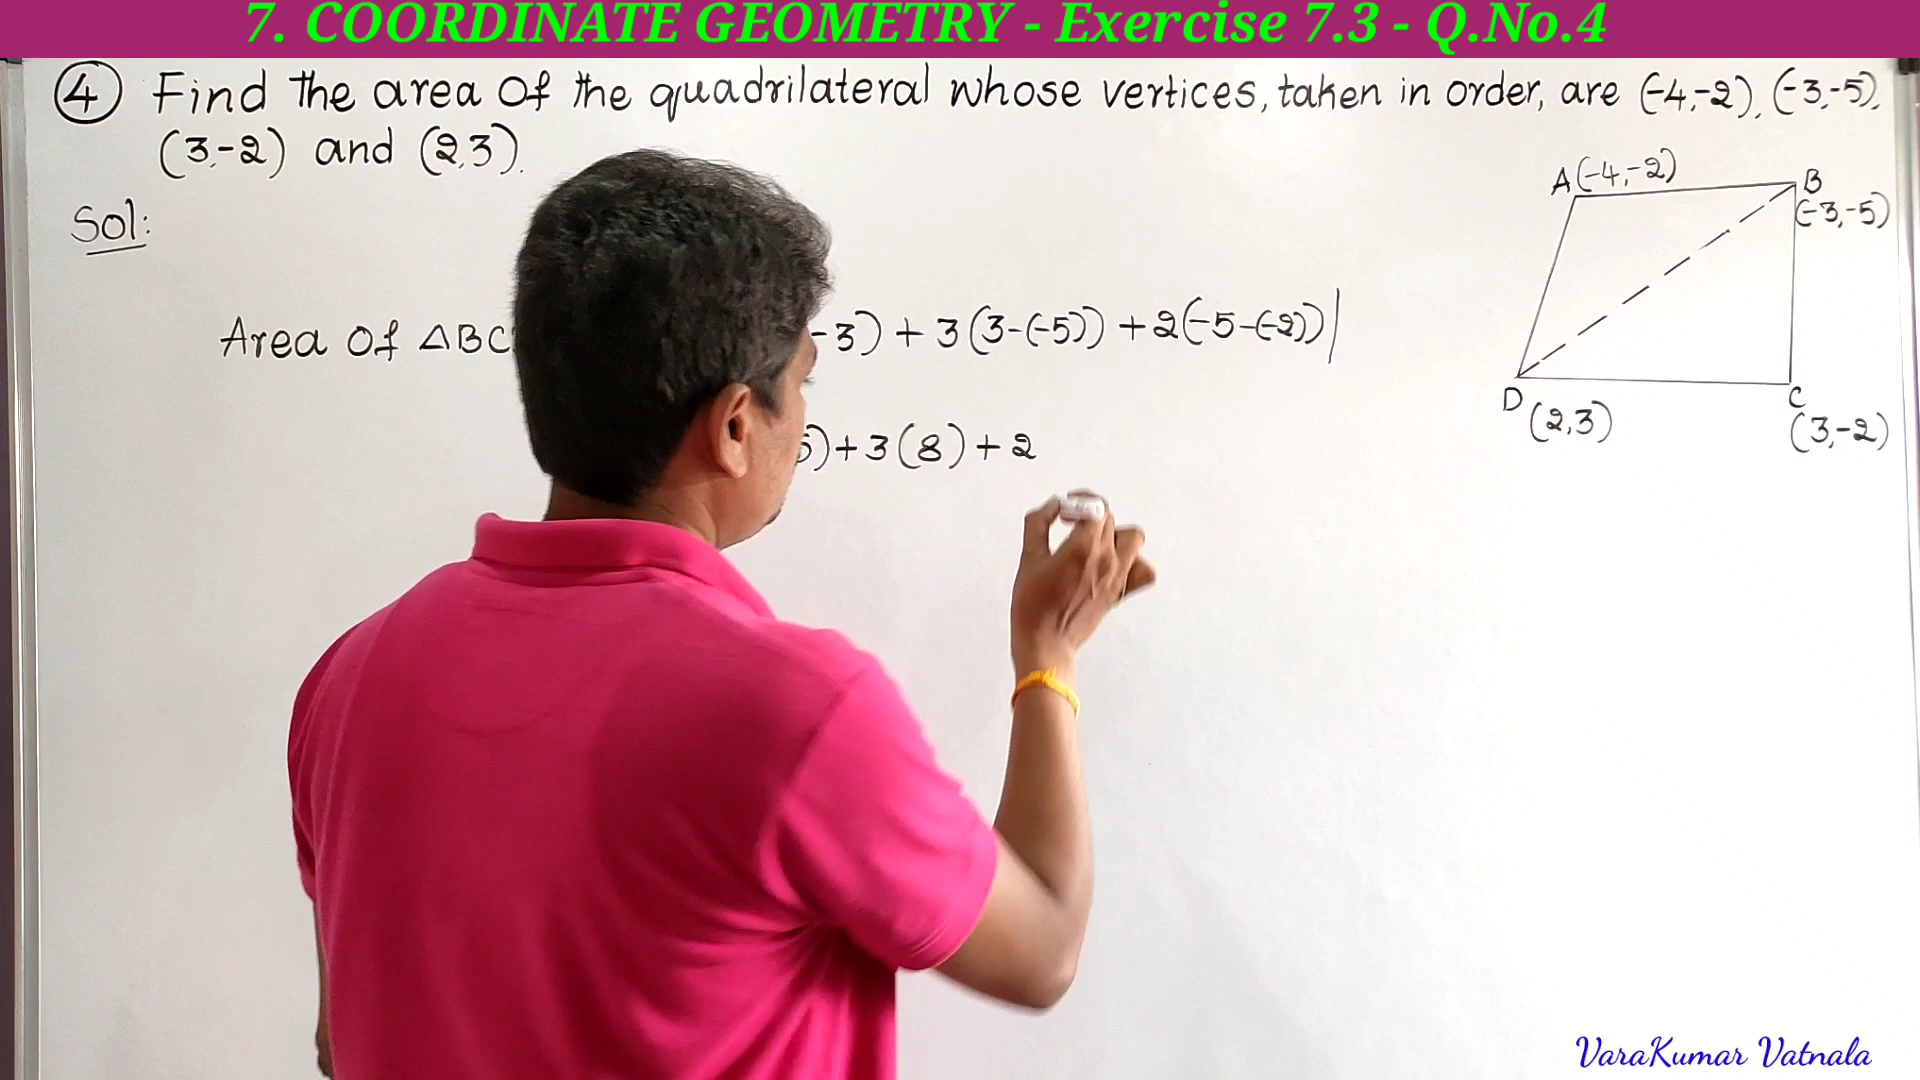 7. COORDINATE GEOMETRY - Exercise 7.3 - Q.No.4
④ Find the area of the quadrilateral whose vertices, taken in order, are (-4,-2), (-3,-5),
(3,-2) and (2,3).
Sol:
A (-4,-2)
B
(-3,-5)
Area of △BC -3) + 3(3-(-5)) + 2(-5-(-2))|
D (2,3)
C
(3,-2)
)+3(8)+2
VaraKumar Vatnala